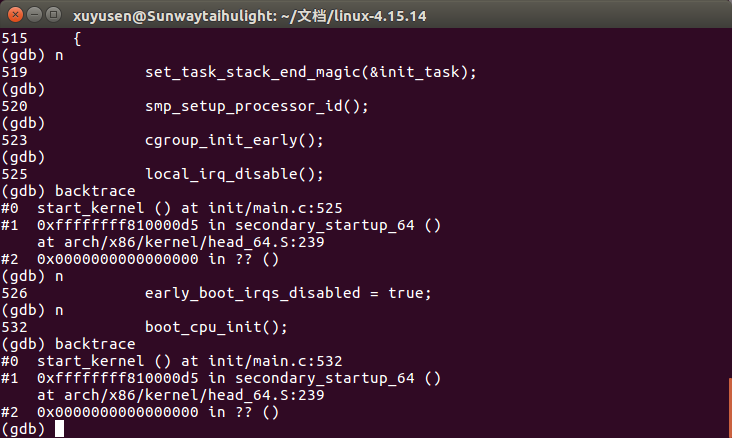 xuyusen@Sunwaytaihulight: ~/文档/linux-4.15.14
515     {
(gdb) n
519             set_task_stack_end_magic(&init_task);
(gdb)
520             smp_setup_processor_id();
(gdb)
523             cgroup_init_early();
(gdb)
525             local_irq_disable();
(gdb) backtrace
#0  start_kernel () at init/main.c:525
#1  0xffffffff810000d5 in secondary_startup_64 ()
    at arch/x86/kernel/head_64.S:239
#2  0x0000000000000000 in ?? ()
(gdb) n
526             early_boot_irqs_disabled = true;
(gdb) n
532             boot_cpu_init();
(gdb) backtrace
#0  start_kernel () at init/main.c:532
#1  0xffffffff810000d5 in secondary_startup_64 ()
    at arch/x86/kernel/head_64.S:239
#2  0x0000000000000000 in ?? ()
(gdb)